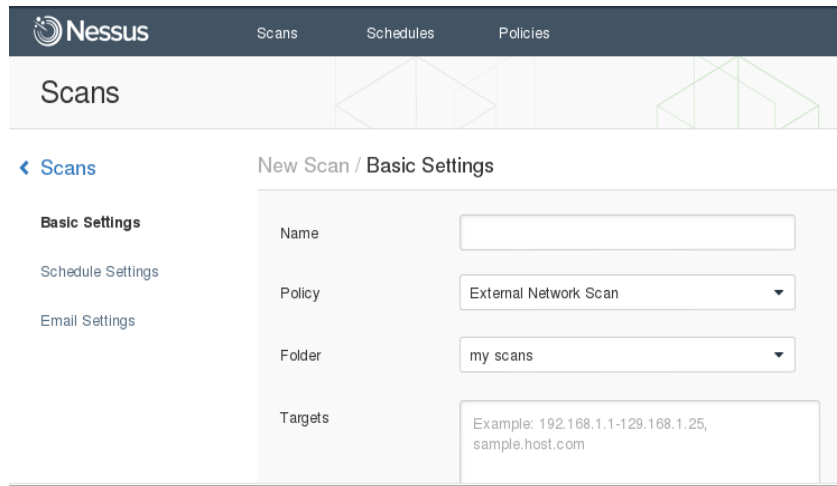 Nessus Scans Schedules Policies
Scans
Scans
New Scan / Basic Settings
Basic Settings
Schedule Settings
Email Settings
Name
Policy External Network Scan
Folder my scans
Targets Example: 192.168.1.1-129.168.1.25,
sample.host.com